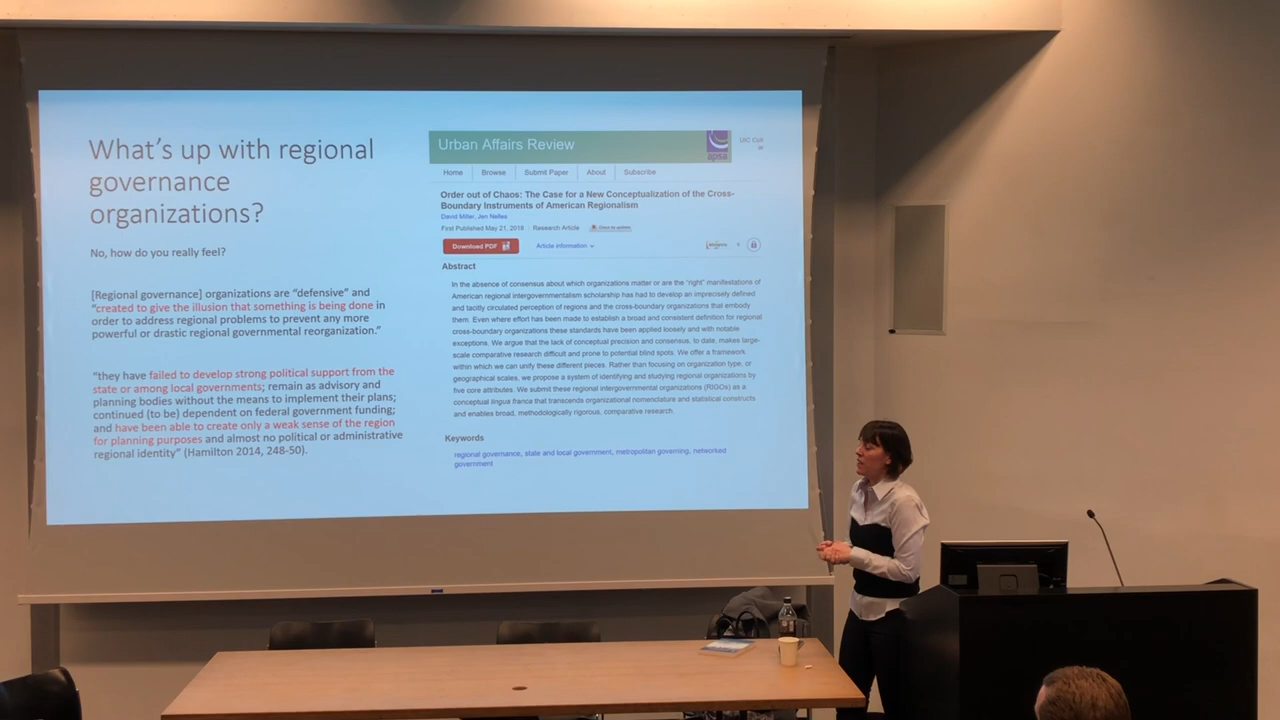 What's up with regional
governance
organizations?
No, how do you really feel?
[Regional governance] organizations are "defensive" and
"created to give the illusion that something is being done in
order to address regional problems to prevent any more
powerful or drastic regional governmental reorganization."
"they have failed to develop strong political support from the
state or among local governments; remain as advisory and
planning bodies without the means to implement their plans;
continued (to be) dependent on federal government funding;
and have been able to create only a weak sense of the region
for planning purposes and almost no political or administrative
regional identity" (Hamilton 2014, 248-50).
Urban Affairs Review
apsa
UIC Coll
Home Browse Submit Paper About Subscribe
Order out of Chaos: The Case for a New Conceptualization of the Cross-
Boundary Instruments of American Regionalism
David Miller, Jen Nelles
First Published May 21, 2018 Research Article Check for updates
Download PDF Article information
Abstract
In the absence of consensus about which organizations matter or are the "right" manifestations of
American regional intergovernmentalism scholarship has had to develop an imprecisely defined
and tacitly circulated perception of regions and the cross-boundary organizations that embody
them. Even where effort has been made to establish a broad and consistent definition for regional
cross-boundary organizations these standards have been applied loosely and with notable
exceptions. We argue that the lack of conceptual precision and consensus, to date, makes large-
scale comparative research difficult and prone to potential blind spots. We offer a framework
within which we can unify these different pieces. Rather than focusing on organization type, or
geographical scales, we propose a system of identifying and studying regional organizations by
five core attributes. We submit these regional intergovernmental organizations (RIGOs) as a
conceptual lingua franca that transcends organizational nomenclature and statistical constructs
and enables broad, methodologically rigorous, comparative research.
Keywords
regional governance, state and local government, metropolitan governing, networked
government